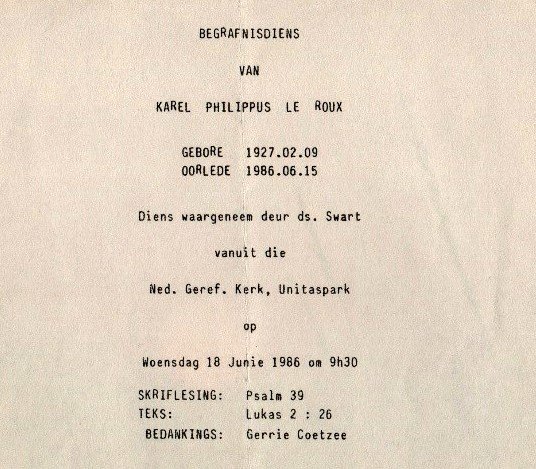 BEGRAFNISDIENS
VAN
KAREL PHILIPPUS LE ROUX
GEBORE 1927.02.09
OORLEDE 1986.06.15
Diens waargeneem deur ds. Swart
vanuit die
Ned. Geref. Kerk, Unitaspark
op
Woensdag 18 Junie 1986 om 9h30
SKRIFLESING: Psalm 39
TEKS: Lukas 2 : 26
BEDANKINGS: Gerrie Coetzee